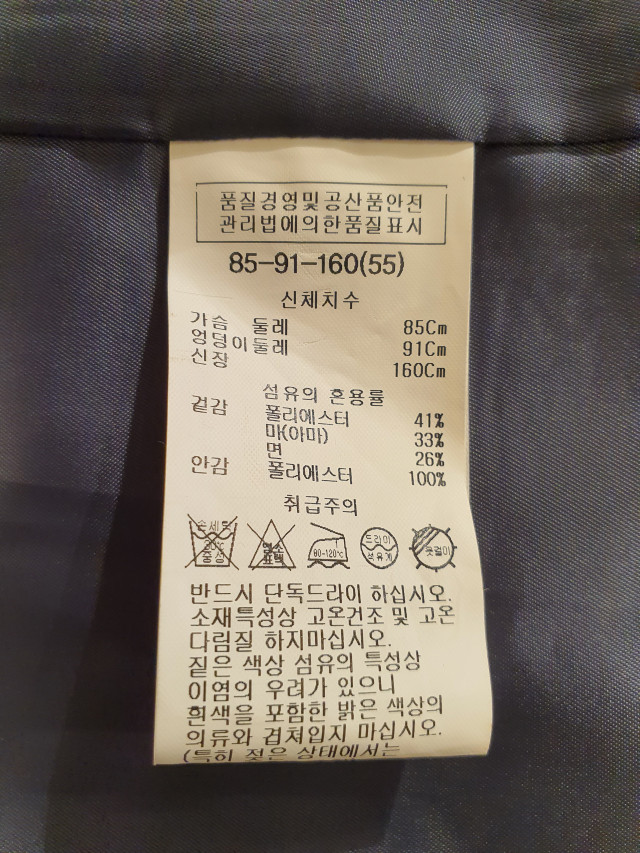 품질경영및공산품안전
관리법에의한품질표시
85-91-160(55)
신체치수
가슴 둘레 85Cm
엉덩이둘레 91Cm
신장 160Cm
섬유의 혼용률
겉감 폴리에스터 41%
마(아마) 33%
면 26%
안감 폴리에스터 100%
취급주의
손세탁 30℃ 중성
염소 표백
80-120℃
드라이 석유계
옷걸이
반드시 단독드라이 하십시오.
소재특성상 고온건조 및 고온
다림질 하지마십시오.
짙은 색상 섬유의 특성상
이염의 우려가 있으니
흰색을 포함한 밝은 색상의
의류와 겹쳐입지 마십시오.
(특히 젖은 상태에서는